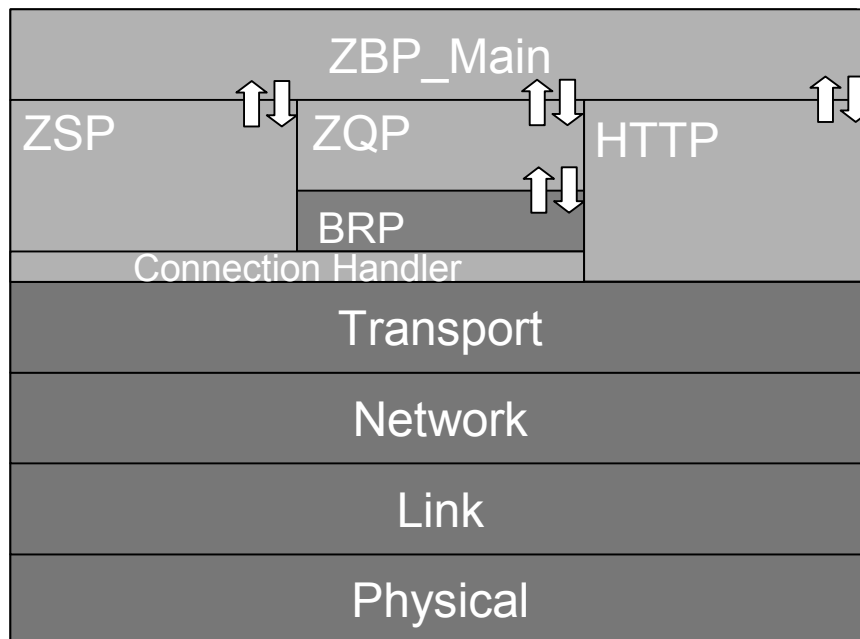 ZBP_Main
ZSP
ZQP
HTTP
BRP
Connection Handler
Transport
Network
Link
Physical